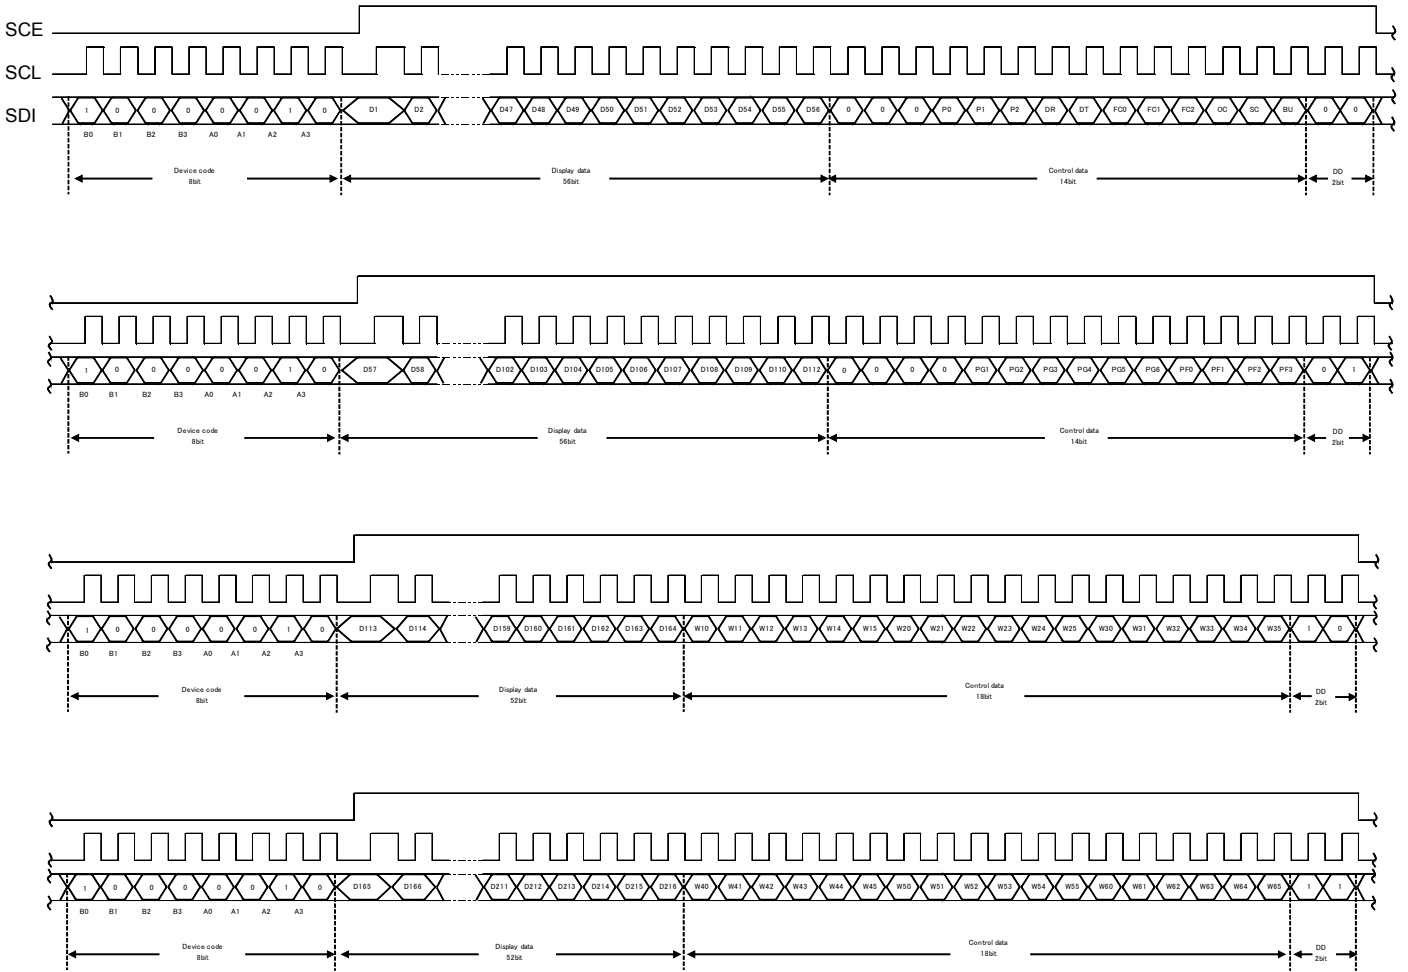 SCE
SCL
SDI
1 0 0 0 0 0 1 0 D1 D2 D47 D48 D49 D50 D51 D52 D53 D54 D55 D56 0 0 0 P0 P1 P2 DR DT FC0 FC1 FC2 OC SC BU 0 0
B0 B1 B2 B3 A0 A1 A2 A3
Device code Display data Control data DD
8bit 56bit 14bit 2bit
1 0 0 0 0 0 1 0 D57 D58 D102 D103 D104 D105 D106 D107 D108 D109 D110 D112 0 0 0 0 PG1 PG2 PG3 PG4 PG5 PG6 PF0 PF1 PF2 PF3 0 1
B0 B1 B2 B3 A0 A1 A2 A3
Device code Display data Control data DD
8bit 56bit 14bit 2bit
1 0 0 0 0 0 1 0 D113 D114 D159 D160 D161 D162 D163 D164 W10 W11 W12 W13 W14 W15 W20 W21 W22 W23 W24 W25 W30 W31 W32 W33 W34 W35 1 0
B0 B1 B2 B3 A0 A1 A2 A3
Device code Display data Control data DD
8bit 52bit 18bit 2bit
1 0 0 0 0 0 1 0 D165 D166 D211 D212 D213 D214 D215 D216 W40 W41 W42 W43 W44 W45 W50 W51 W52 W53 W54 W55 W60 W61 W62 W63 W64 W65 1 1
B0 B1 B2 B3 A0 A1 A2 A3
Device code Display data Control data DD
8bit 52bit 18bit 2bit